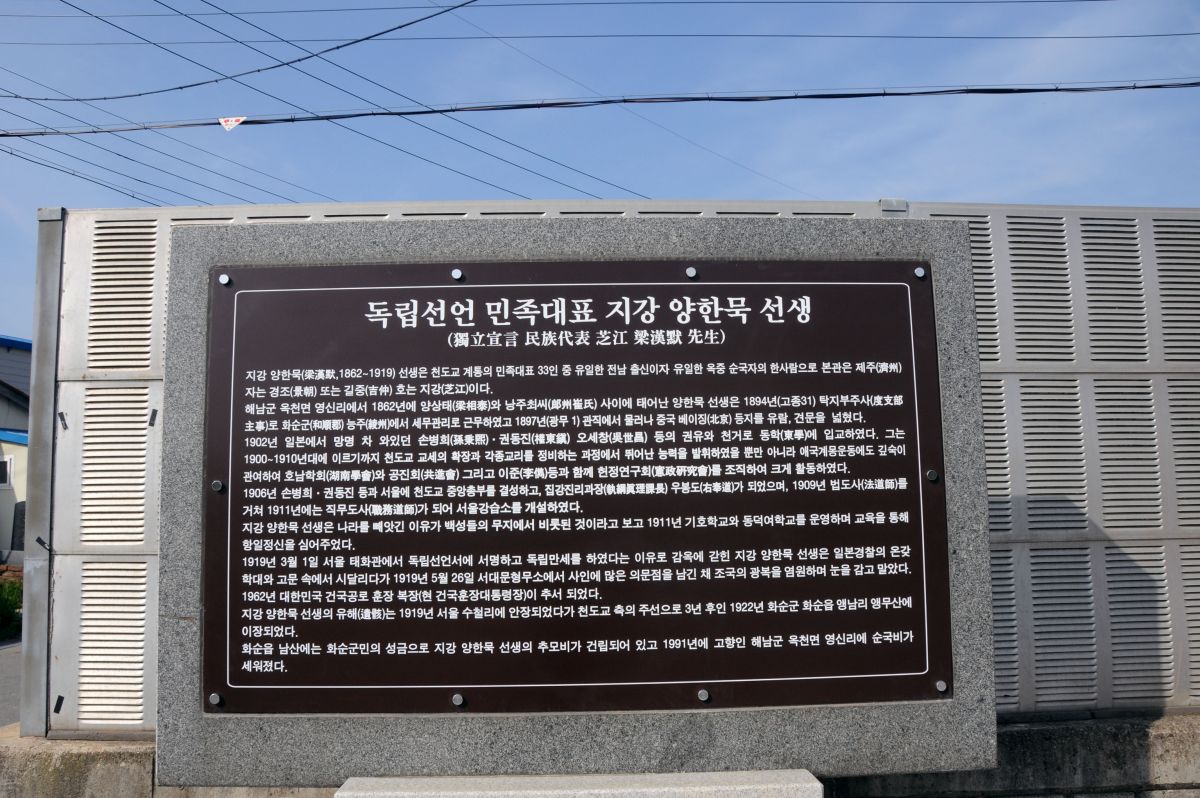 독립선언 민족대표 지강 양한묵 선생
(獨立宣言 民族代表 芝江 梁漢默 先生)
지강 양한묵(梁漢默,1862~1919) 선생은 천도교 계통의 민족대표 33인 중 유일한 전남 출신이자 유일한 옥중 순국자의 한사람으로 본관은 제주(濟州)
자는 경조(景朝) 또는 길중(吉仲) 호는 지강(芝江)이다.
해남군 옥천면 영신리에서 1862년에 양상태(梁相泰)와 낭주최씨(郞州崔氏) 사이에 태어난 양한묵 선생은 1894년(고종31) 탁지부주사(度支部
主事)로 화순군(和順郡) 능주(綾州)에서 세무관리로 근무하였고 1897년(광무 1) 관직에서 물러나 중국 베이징(北京) 등지를 유람, 견문을 넓혔다.
1902년 일본에서 망명 차 와있던 손병희(孫秉熙)·권동진(權東鎭) 오세창(吳世昌) 등의 권유와 천거로 동학(東學)에 입교하였다. 그는
1900~1910년대에 이르기까지 천도교 교세의 확장과 각종교리를 정비하는 과정에서 뛰어난 능력을 발휘하였을 뿐만 아니라 애국계몽운동에도 깊숙이
관여하여 호남학회(湖南學會)와 공진회(共進會) 그리고 이준(李儁)등과 함께 헌정연구회(憲政硏究會)를 조직하여 크게 활동하였다.
1906년 손병희·권동진 등과 서울에 천도교 중앙총부를 결성하고, 집강진리과장(執綱眞理課長) 우봉도(右奉道)가 되었으며, 1909년 법도사(法道師)를
거쳐 1911년에는 직무도사(職務道師)가 되어 서울강습소를 개설하였다.
지강 양한묵 선생은 나라를 빼앗긴 이유가 백성들의 무지에서 비롯된 것이라고 보고 1911년 기호학교와 동덕여학교를 운영하며 교육을 통해
항일정신을 심어주었다.
1919년 3월 1일 서울 태화관에서 독립선언서에 서명하고 독립만세를 하였다는 이유로 감옥에 갇힌 지강 양한묵 선생은 일본경찰의 온갖
학대와 고문 속에서 시달리다가 1919년 5월 26일 서대문형무소에서 사인에 많은 의문점을 남긴 채 조국의 광복을 염원하며 눈을 감고 말았다.
1962년 대한민국 건국공로 훈장 복장(현 건국훈장대통령장)이 추서 되었다.
지강 양한묵 선생의 유해(遺骸)는 1919년 서울 수철리에 안장되었다가 천도교 측의 주선으로 3년 후인 1922년 화순군 화순읍 앵남리 앵무산에
이장되었다.
화순읍 남산에는 화순군민의 성금으로 지강 양한묵 선생의 추모비가 건립되어 있고 1991년에 고향인 해남군 옥천면 영신리에 순국비가
세워졌다.